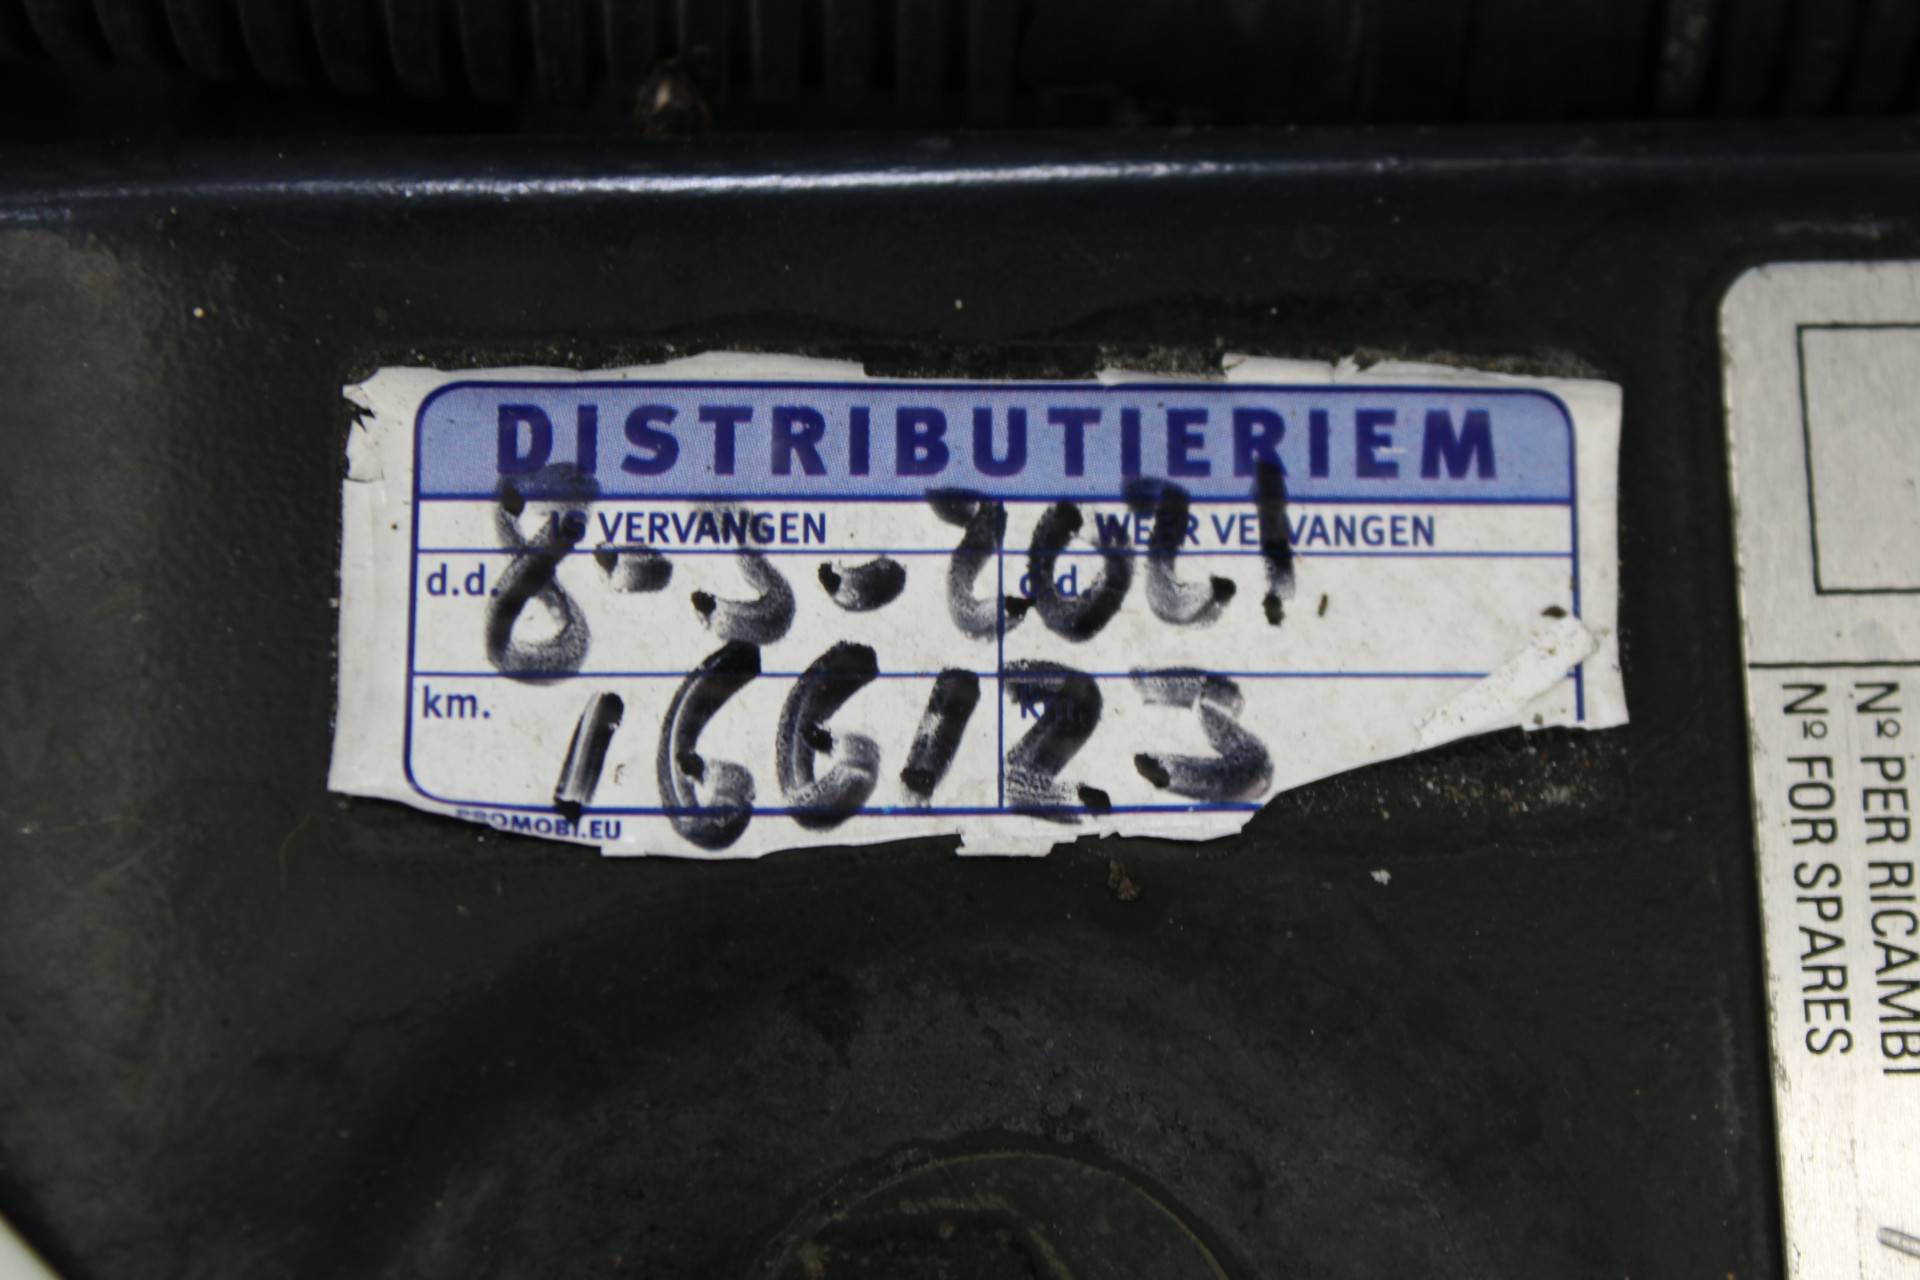 DISTRIBUTIERIEM
IS VERVANGEN WEER VERVANGEN
d.d. 8-3-2021 d.d.
km. 166123 km.
PROMOBI.EU
Nº PER RICAMBI
Nº FOR SPARES